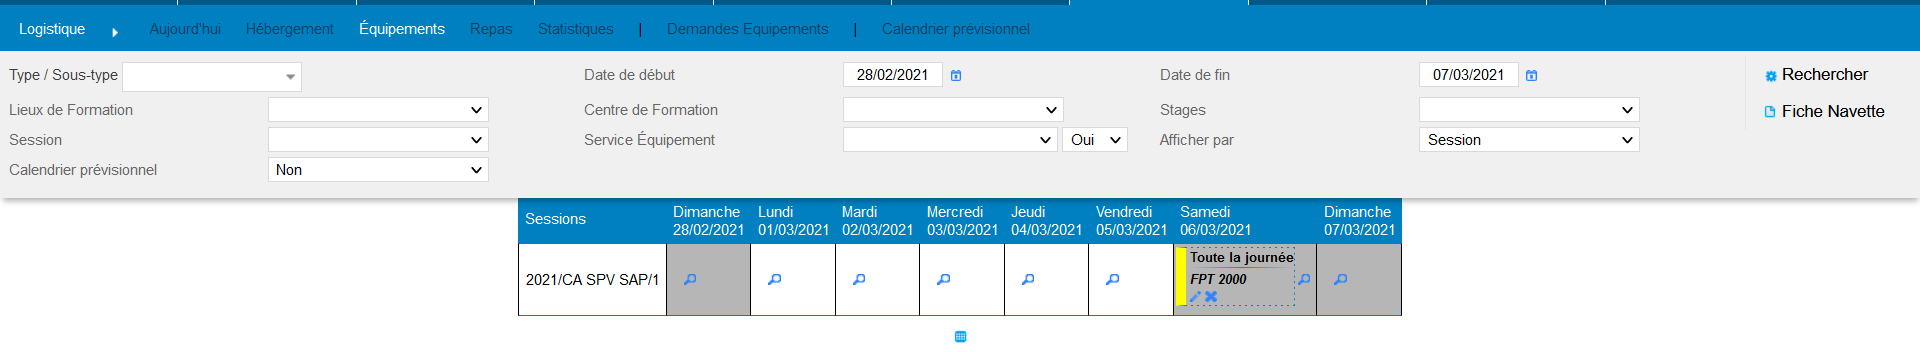 Logistique Aujourd'hui Hébergement Équipements Repas Statistiques | Demandes Equipements | Calendrier prévisionnel
Type / Sous-type Date de début 28/02/2021 Date de fin 07/03/2021 Rechercher
Lieux de Formation Centre de Formation Stages Fiche Navette
Session Service Équipement Oui Afficher par Session
Calendrier prévisionnel Non
Sessions Dimanche 28/02/2021 Lundi 01/03/2021 Mardi 02/03/2021 Mercredi 03/03/2021 Jeudi 04/03/2021 Vendredi 05/03/2021 Samedi 06/03/2021 Dimanche 07/03/2021
2021/CA SPV SAP/1 Toute la journée
FPT 2000